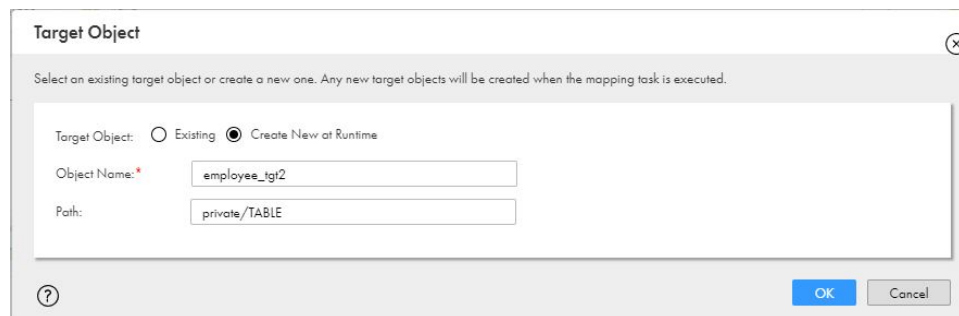 Target Object
Select an existing target object or create a new one. Any new target objects will be created when the mapping task is executed.
Target Object: Existing Create New at Runtime
Object Name:* employee_tgt2
Path: private/TABLE
? OK Cancel